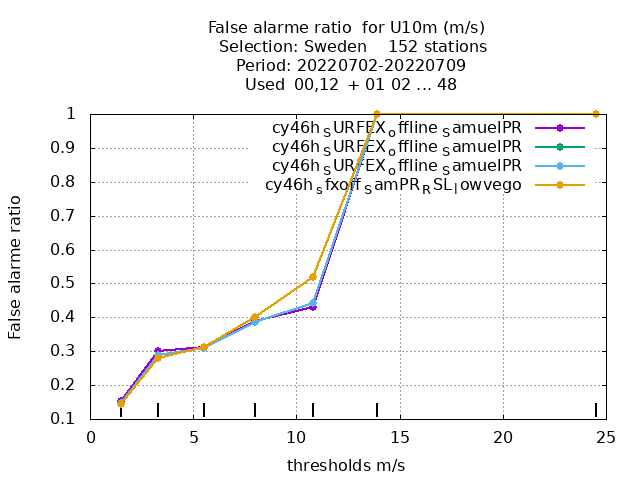 False alarme ratio  for U10m (m/s)
Selection: Sweden    152 stations
Period: 20220702-20220709
Used  00,12  + 01 02 ... 48
cy46h_SURFEX_offline_SamuelPR
cy46h_SURFEX_offline_SamuelPR
cy46h_SURFEX_offline_SamuelPR
cy46h_sfxoff_SamPR_RSL_lowvego
False alarme ratio
1
0.9
0.8
0.7
0.6
0.5
0.4
0.3
0.2
0.1
0 5 10 15 20 25
thresholds m/s